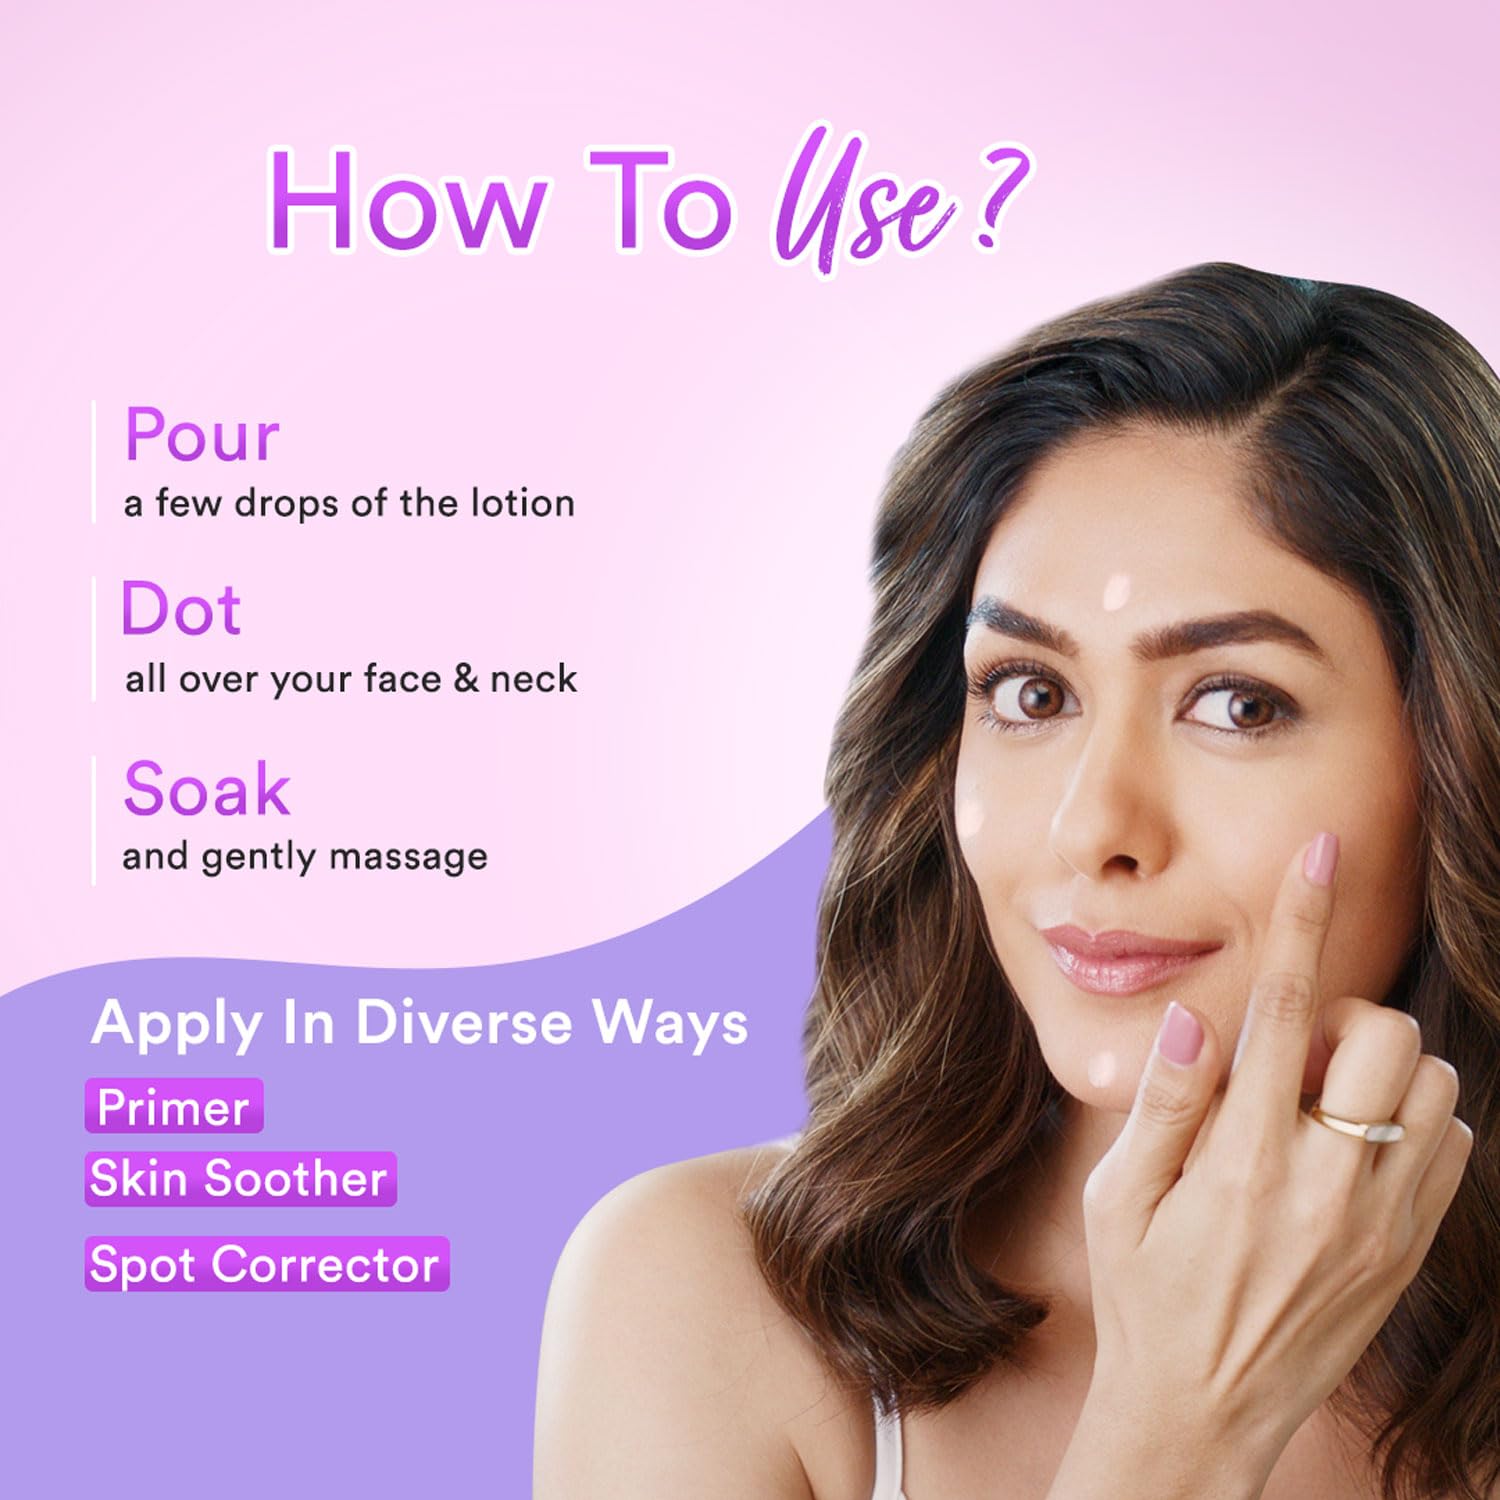 How To Use?
Pour
a few drops of the lotion
Dot
all over your face & neck
Soak
and gently massage
Apply In Diverse Ways
Primer
Skin Soother
Spot Corrector